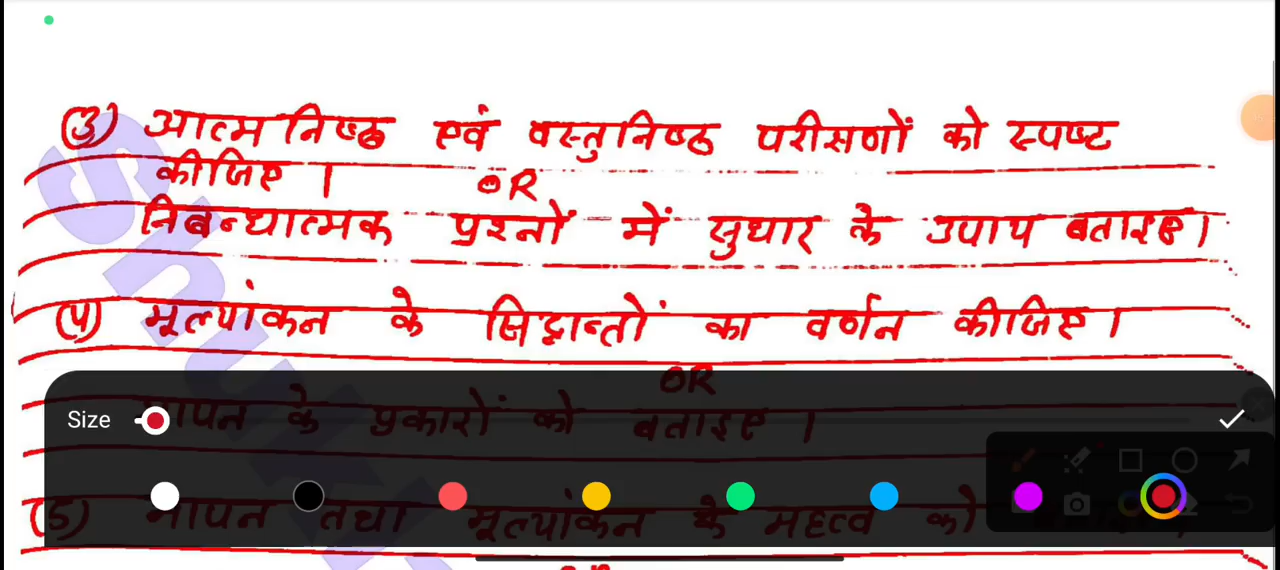 (3) आत्मनिष्ठ एवं वस्तुनिष्ठ परीक्षणों को स्पष्ट
कीजिए ।
OR
निबन्धात्मक प्रश्नों में सुधार के उपाय बताइए।
(4) मूल्यांकन के सिद्धान्तों का वर्णन कीजिए ।
OR
मापन के प्रकारों को बताइए ।
Size
(5) मापन तथा मूल्यांकन के महत्व को